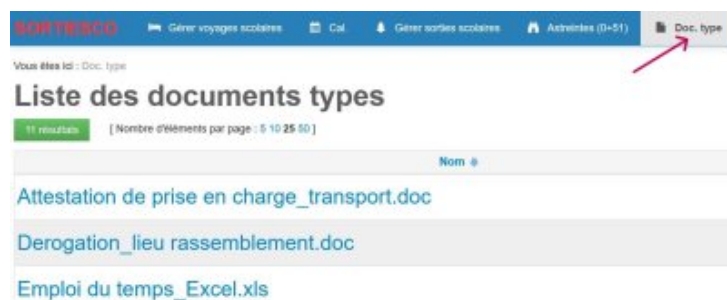 SORTIESCO Gérer voyages scolaires Cal. Gérer sorties scolaires Astreintes (0+51) Doc. type
Vous êtes ici : Doc. type
Liste des documents types
11 résultats [ Nombre d'éléments par page : 5 10 25 50 ]
Nom
Attestation de prise en charge_transport.doc
Derogation_lieu rassemblement.doc
Emploi du temps_Excel.xls